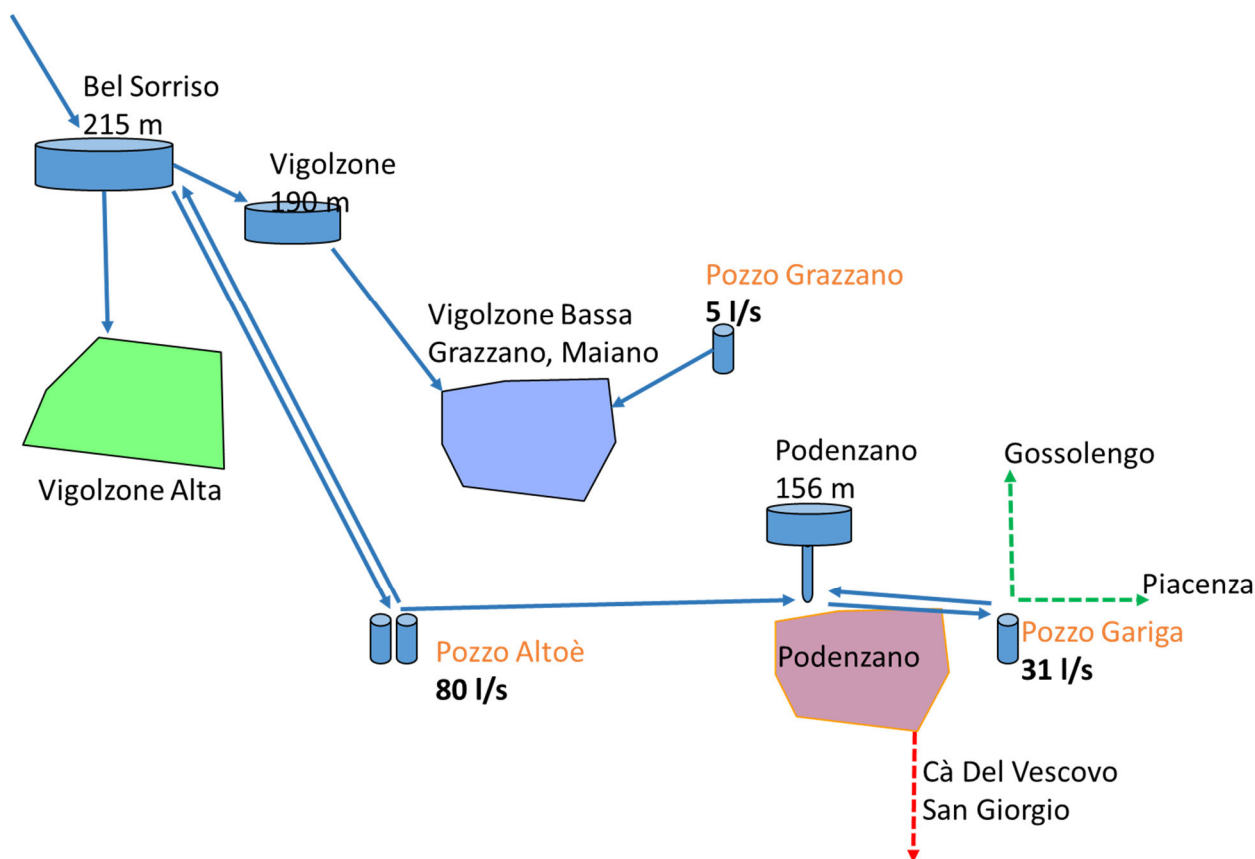 Bel Sorriso
215 m
Vigolzone
190 m
Pozzo Grazzano
5 l/s
Vigolzone Bassa
Grazzano, Maiano
Vigolzone Alta
Podenzano
156 m
Gossolengo
Piacenza
Pozzo Altoè
80 l/s
Podenzano
Pozzo Gariga
31 l/s
Cà Del Vescovo
San Giorgio